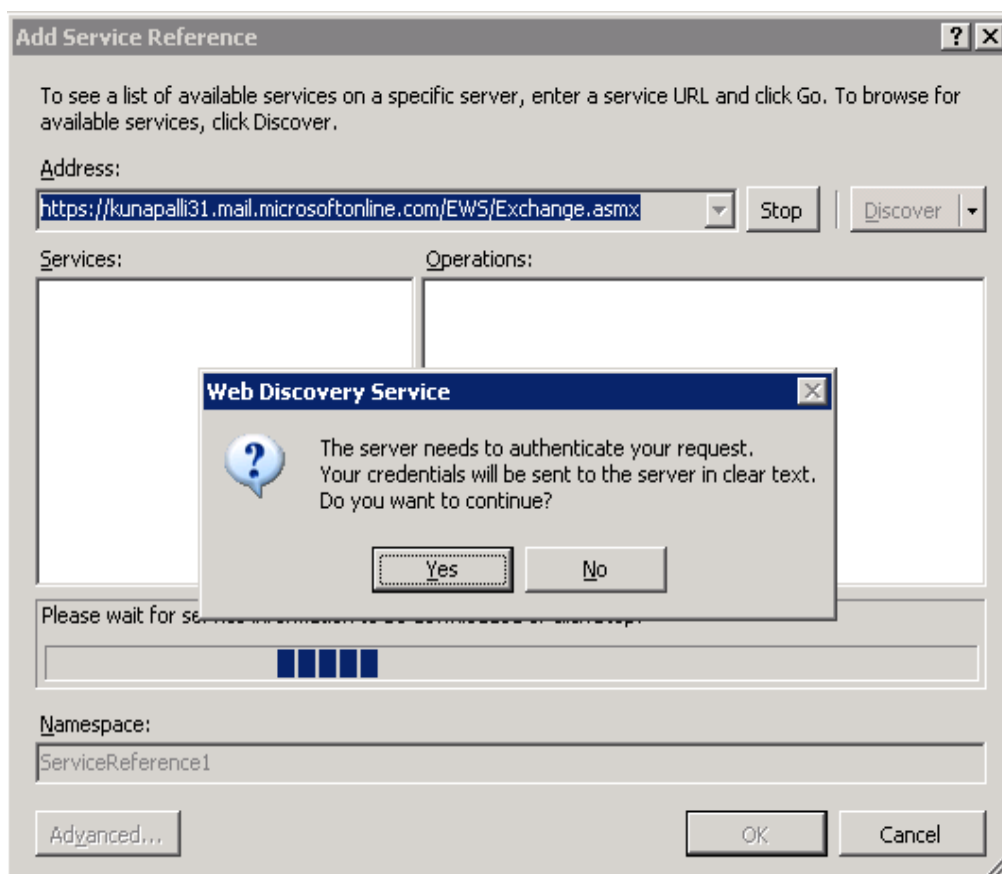 Add Service Reference
To see a list of available services on a specific server, enter a service URL and click Go. To browse for
available services, click Discover.
Address:
https://kunapalli31.mail.microsoftonline.com/EWS/Exchange.asmx
Stop
Discover
Services:
Operations:
Web Discovery Service
The server needs to authenticate your request.
Your credentials will be sent to the server in clear text.
Do you want to continue?
Yes
No
Please wait for
Namespace:
ServiceReference1
Advanced...
OK
Cancel